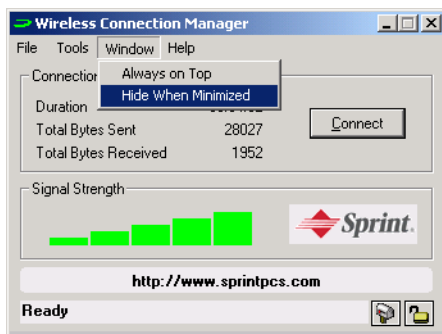 Wireless Connection Manager
File Tools Window Help
Always on Top
Hide When Minimized
Connection
Duration
Total Bytes Sent 28027
Total Bytes Received 1952
Connect
Signal Strength
Sprint.
http://www.sprintpcs.com
Ready